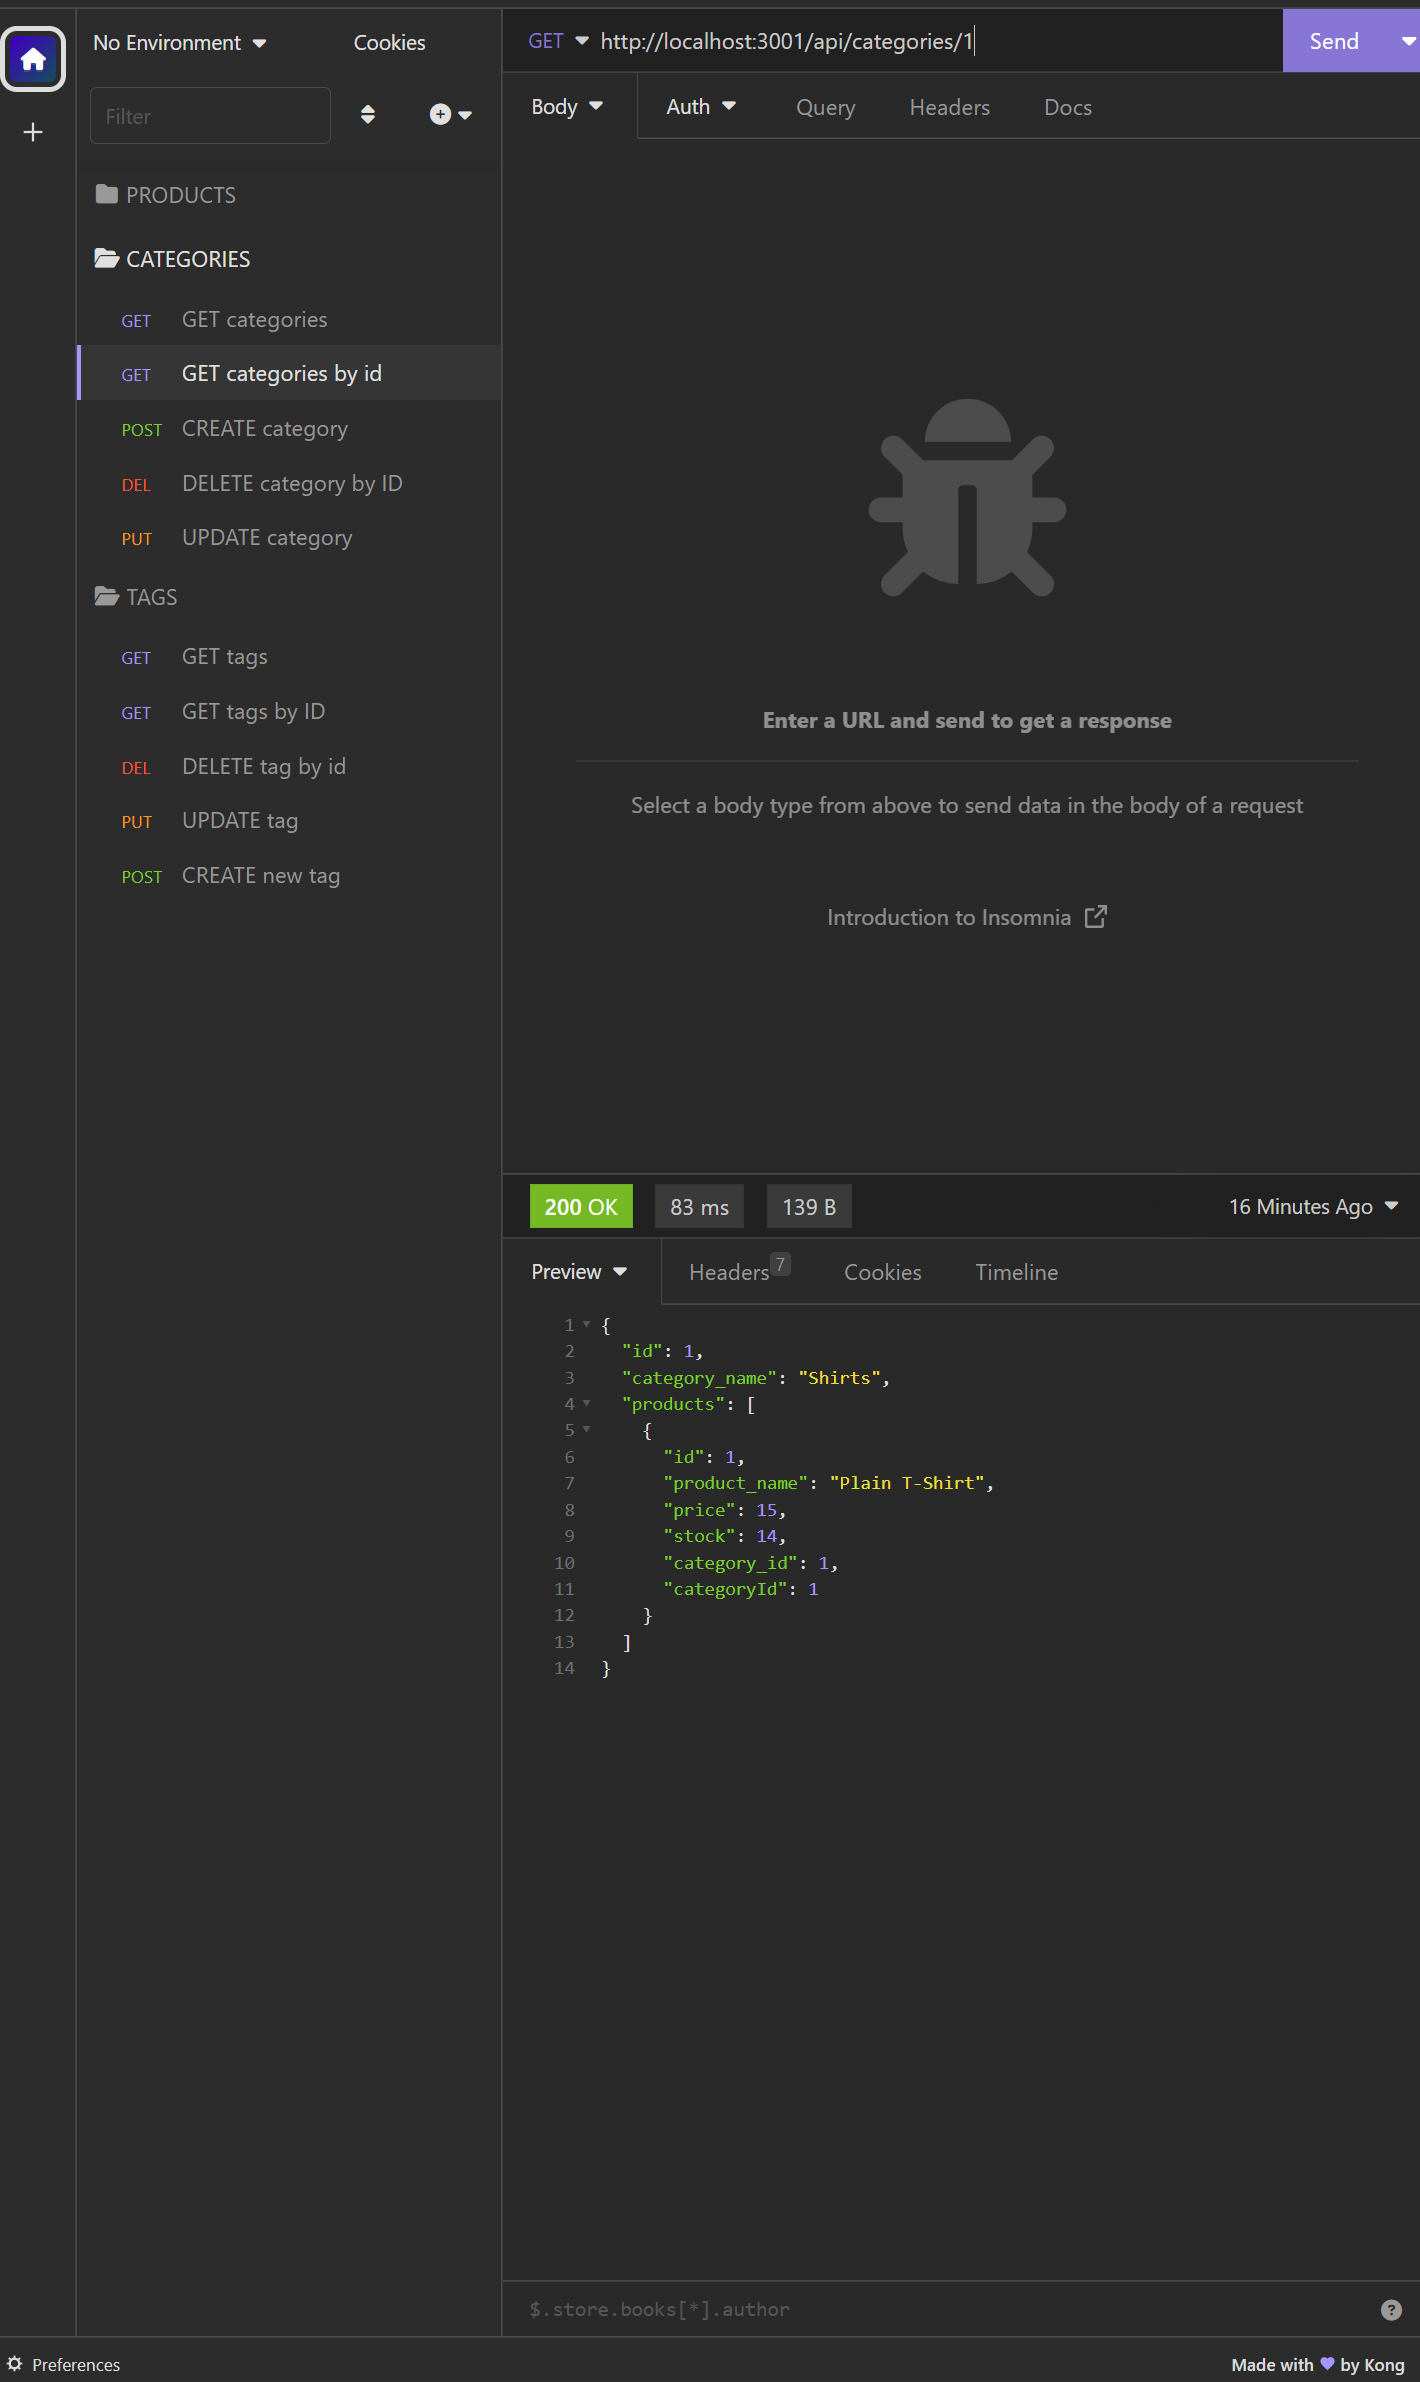 No Environment
Cookies
Filter
PRODUCTS
CATEGORIES
GET GET categories
GET GET categories by id
POST CREATE category
DEL DELETE category by ID
PUT UPDATE category
TAGS
GET GET tags
GET GET tags by ID
DEL DELETE tag by id
PUT UPDATE tag
POST CREATE new tag
GET http://localhost:3001/api/categories/1 Send
Body Auth Query Headers Docs
Enter a URL and send to get a response
Select a body type from above to send data in the body of a request
Introduction to Insomnia
200 OK 83 ms 139 B 16 Minutes Ago
Preview Headers 7 Cookies Timeline
1 {
2 "id": 1,
3 "category_name": "Shirts",
4 "products": [
5 {
6 "id": 1,
7 "product_name": "Plain T-Shirt",
8 "price": 15,
9 "stock": 14,
10 "category_id": 1,
11 "categoryId": 1
12 }
13 ]
14 }
$.store.books[*].author ?
Preferences
Made with 💜 by Kong